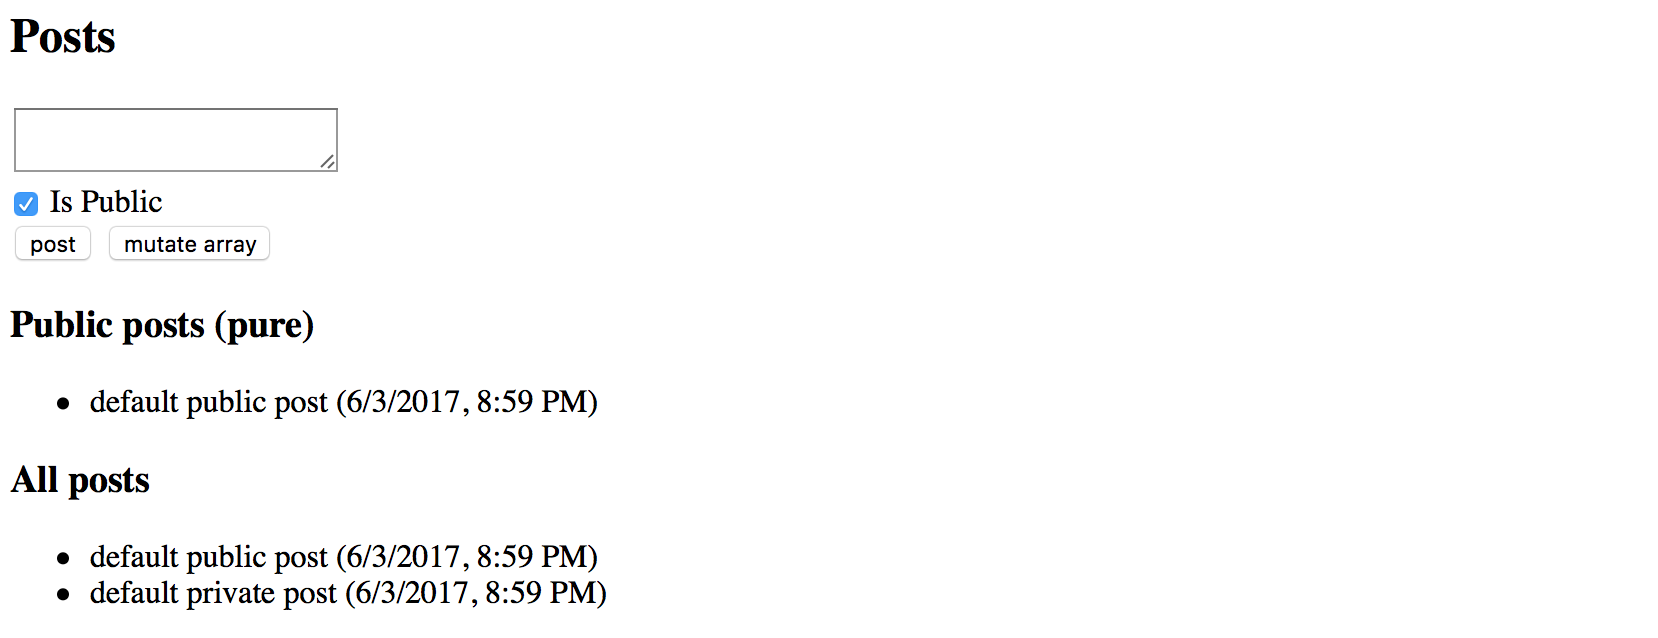 Posts
Is Public
post mutate array
Public posts (pure)
default public post (6/3/2017, 8:59 PM)
All posts
default public post (6/3/2017, 8:59 PM)
default private post (6/3/2017, 8:59 PM)